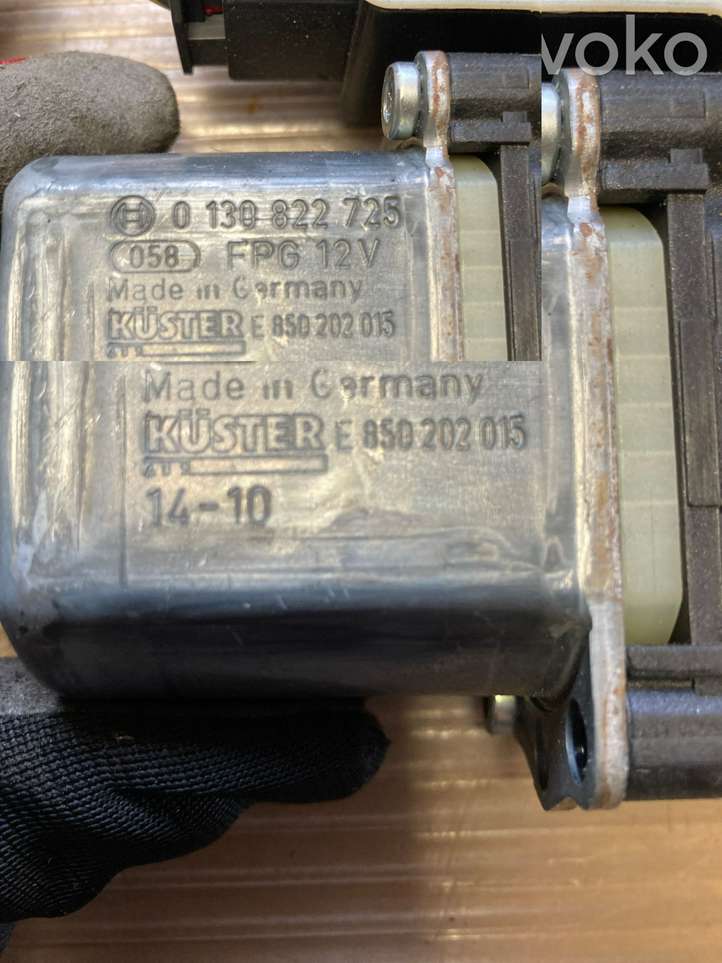 voko
0 130 822 725
058 FPG 12V
Made in Germany
KÜSTER E 850 202 015
Made in Germany
KÜSTER E 850 202 015
14-10